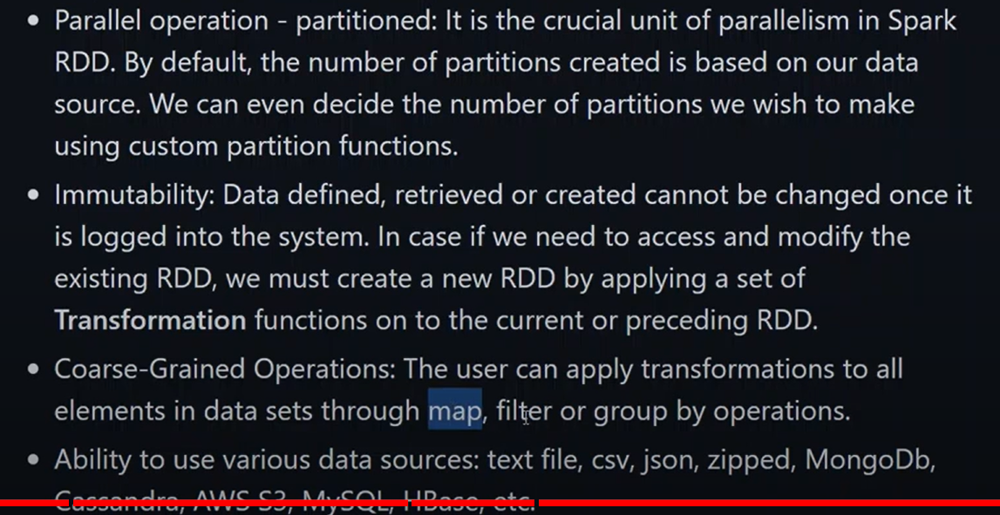 • Parallel operation - partitioned: It is the crucial unit of parallelism in Spark
RDD. By default, the number of partitions created is based on our data
source. We can even decide the number of partitions we wish to make
using custom partition functions.
• Immutability: Data defined, retrieved or created cannot be changed once it
is logged into the system. In case if we need to access and modify the
existing RDD, we must create a new RDD by applying a set of
Transformation functions on to the current or preceding RDD.
• Coarse-Grained Operations: The user can apply transformations to all
elements in data sets through map, filter or group by operations.
• Ability to use various data sources: text file, csv, json, zipped, MongoDb,
Cassandra, AWS S3, MySQL, HBase, etc.